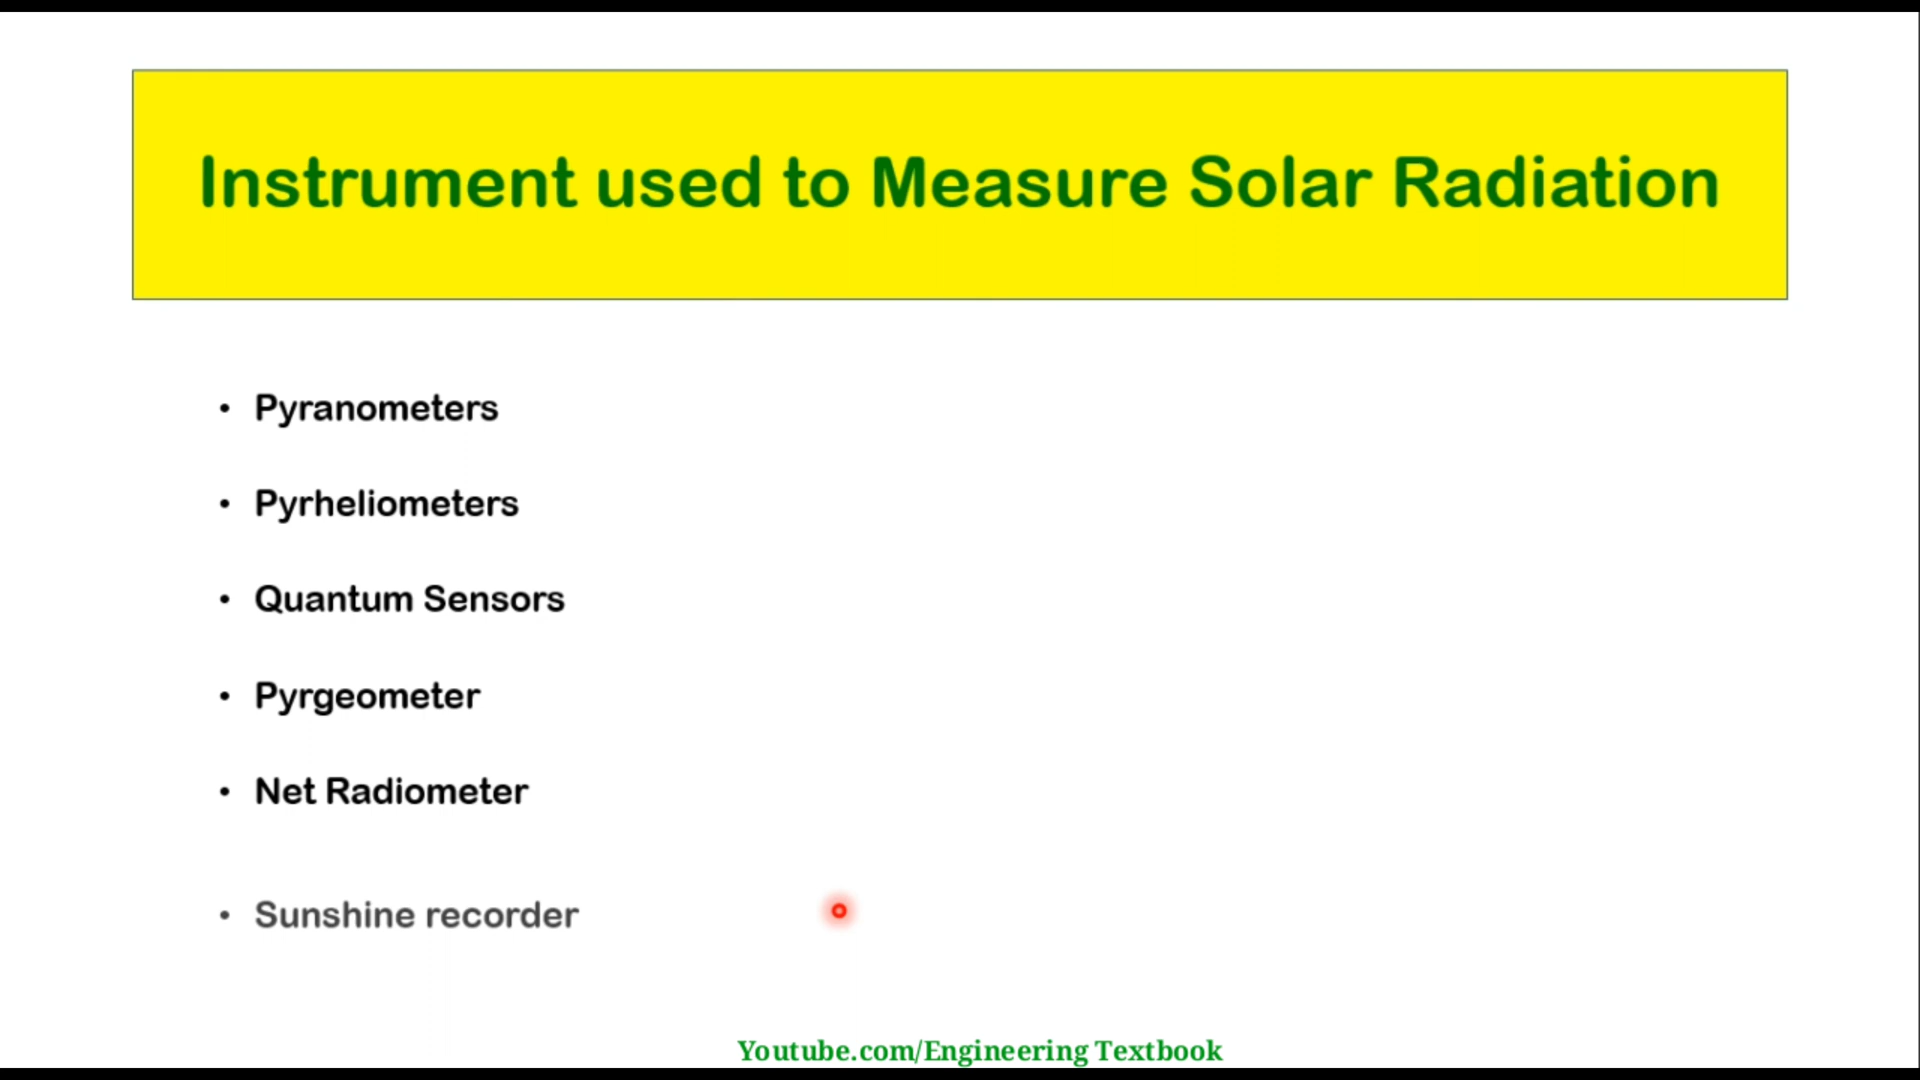 Instrument used to Measure Solar Radiation
• Pyranometers
• Pyrheliometers
• Quantum Sensors
• Pyrgeometer
• Net Radiometer
• Sunshine recorder
Youtube.com/Engineering Textbook